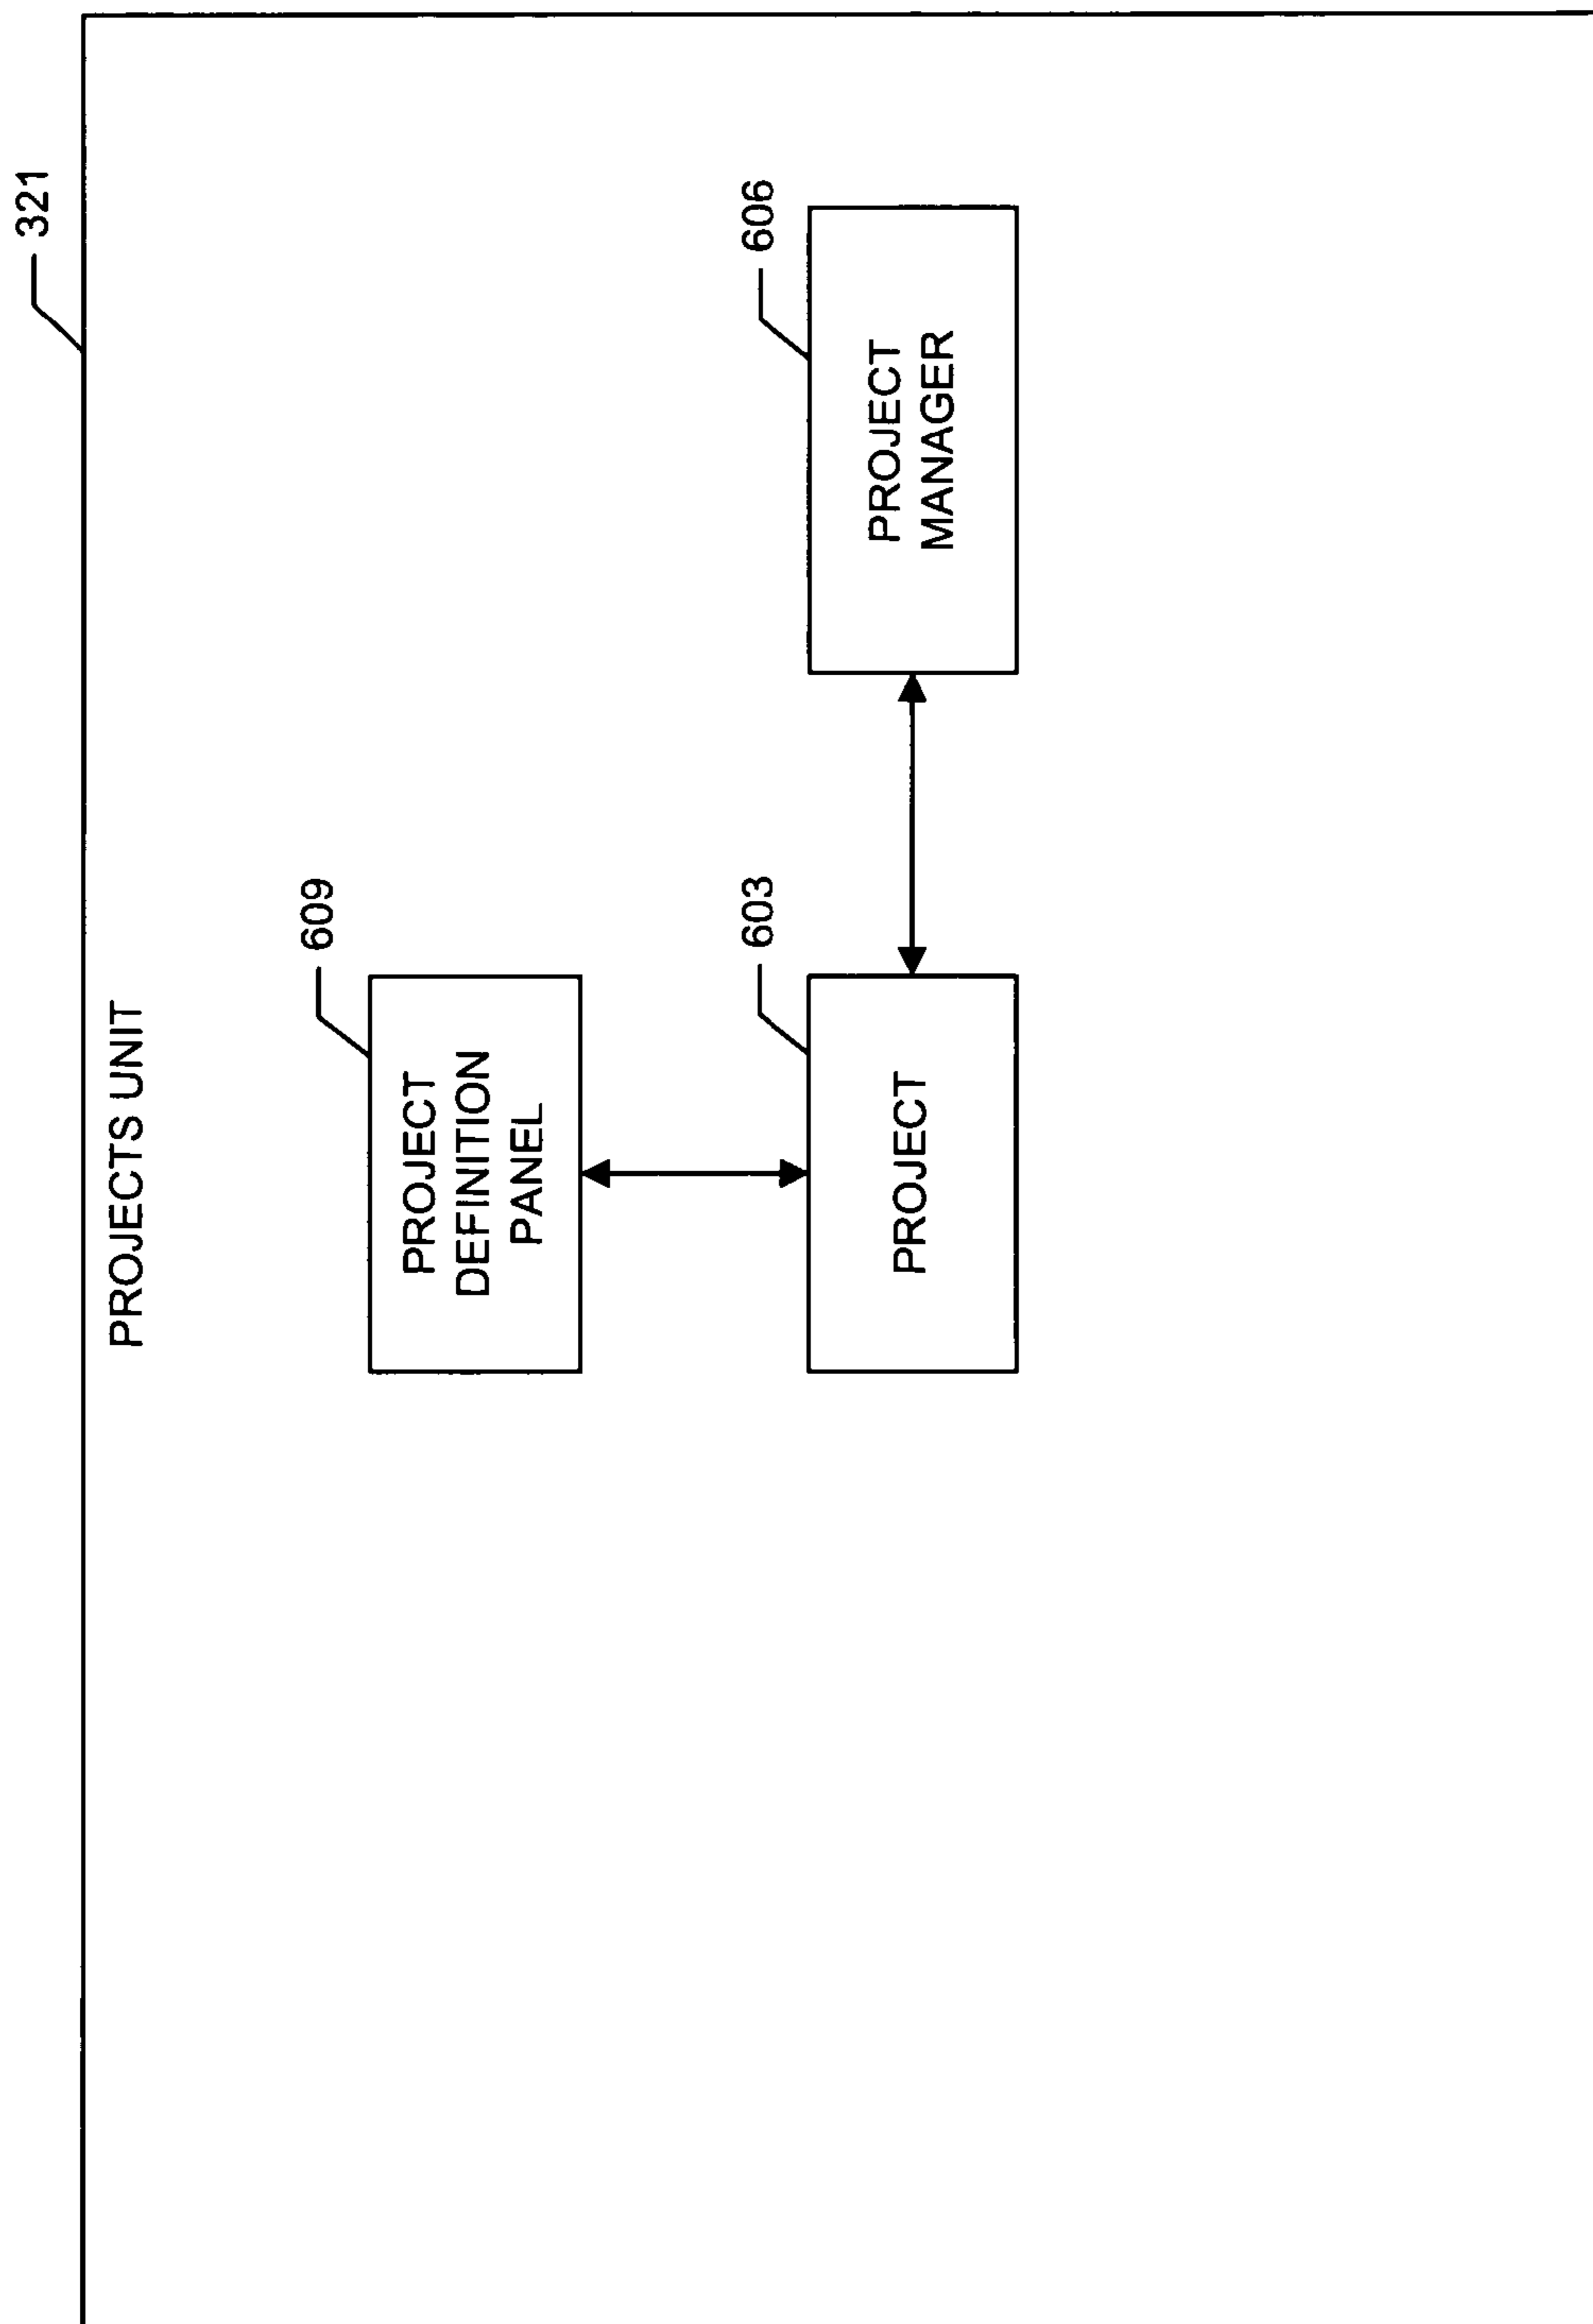 321
PROJECTS UNIT
609
PROJECT
DEFINITION
PANEL
603
PROJECT
606
PROJECT
MANAGER